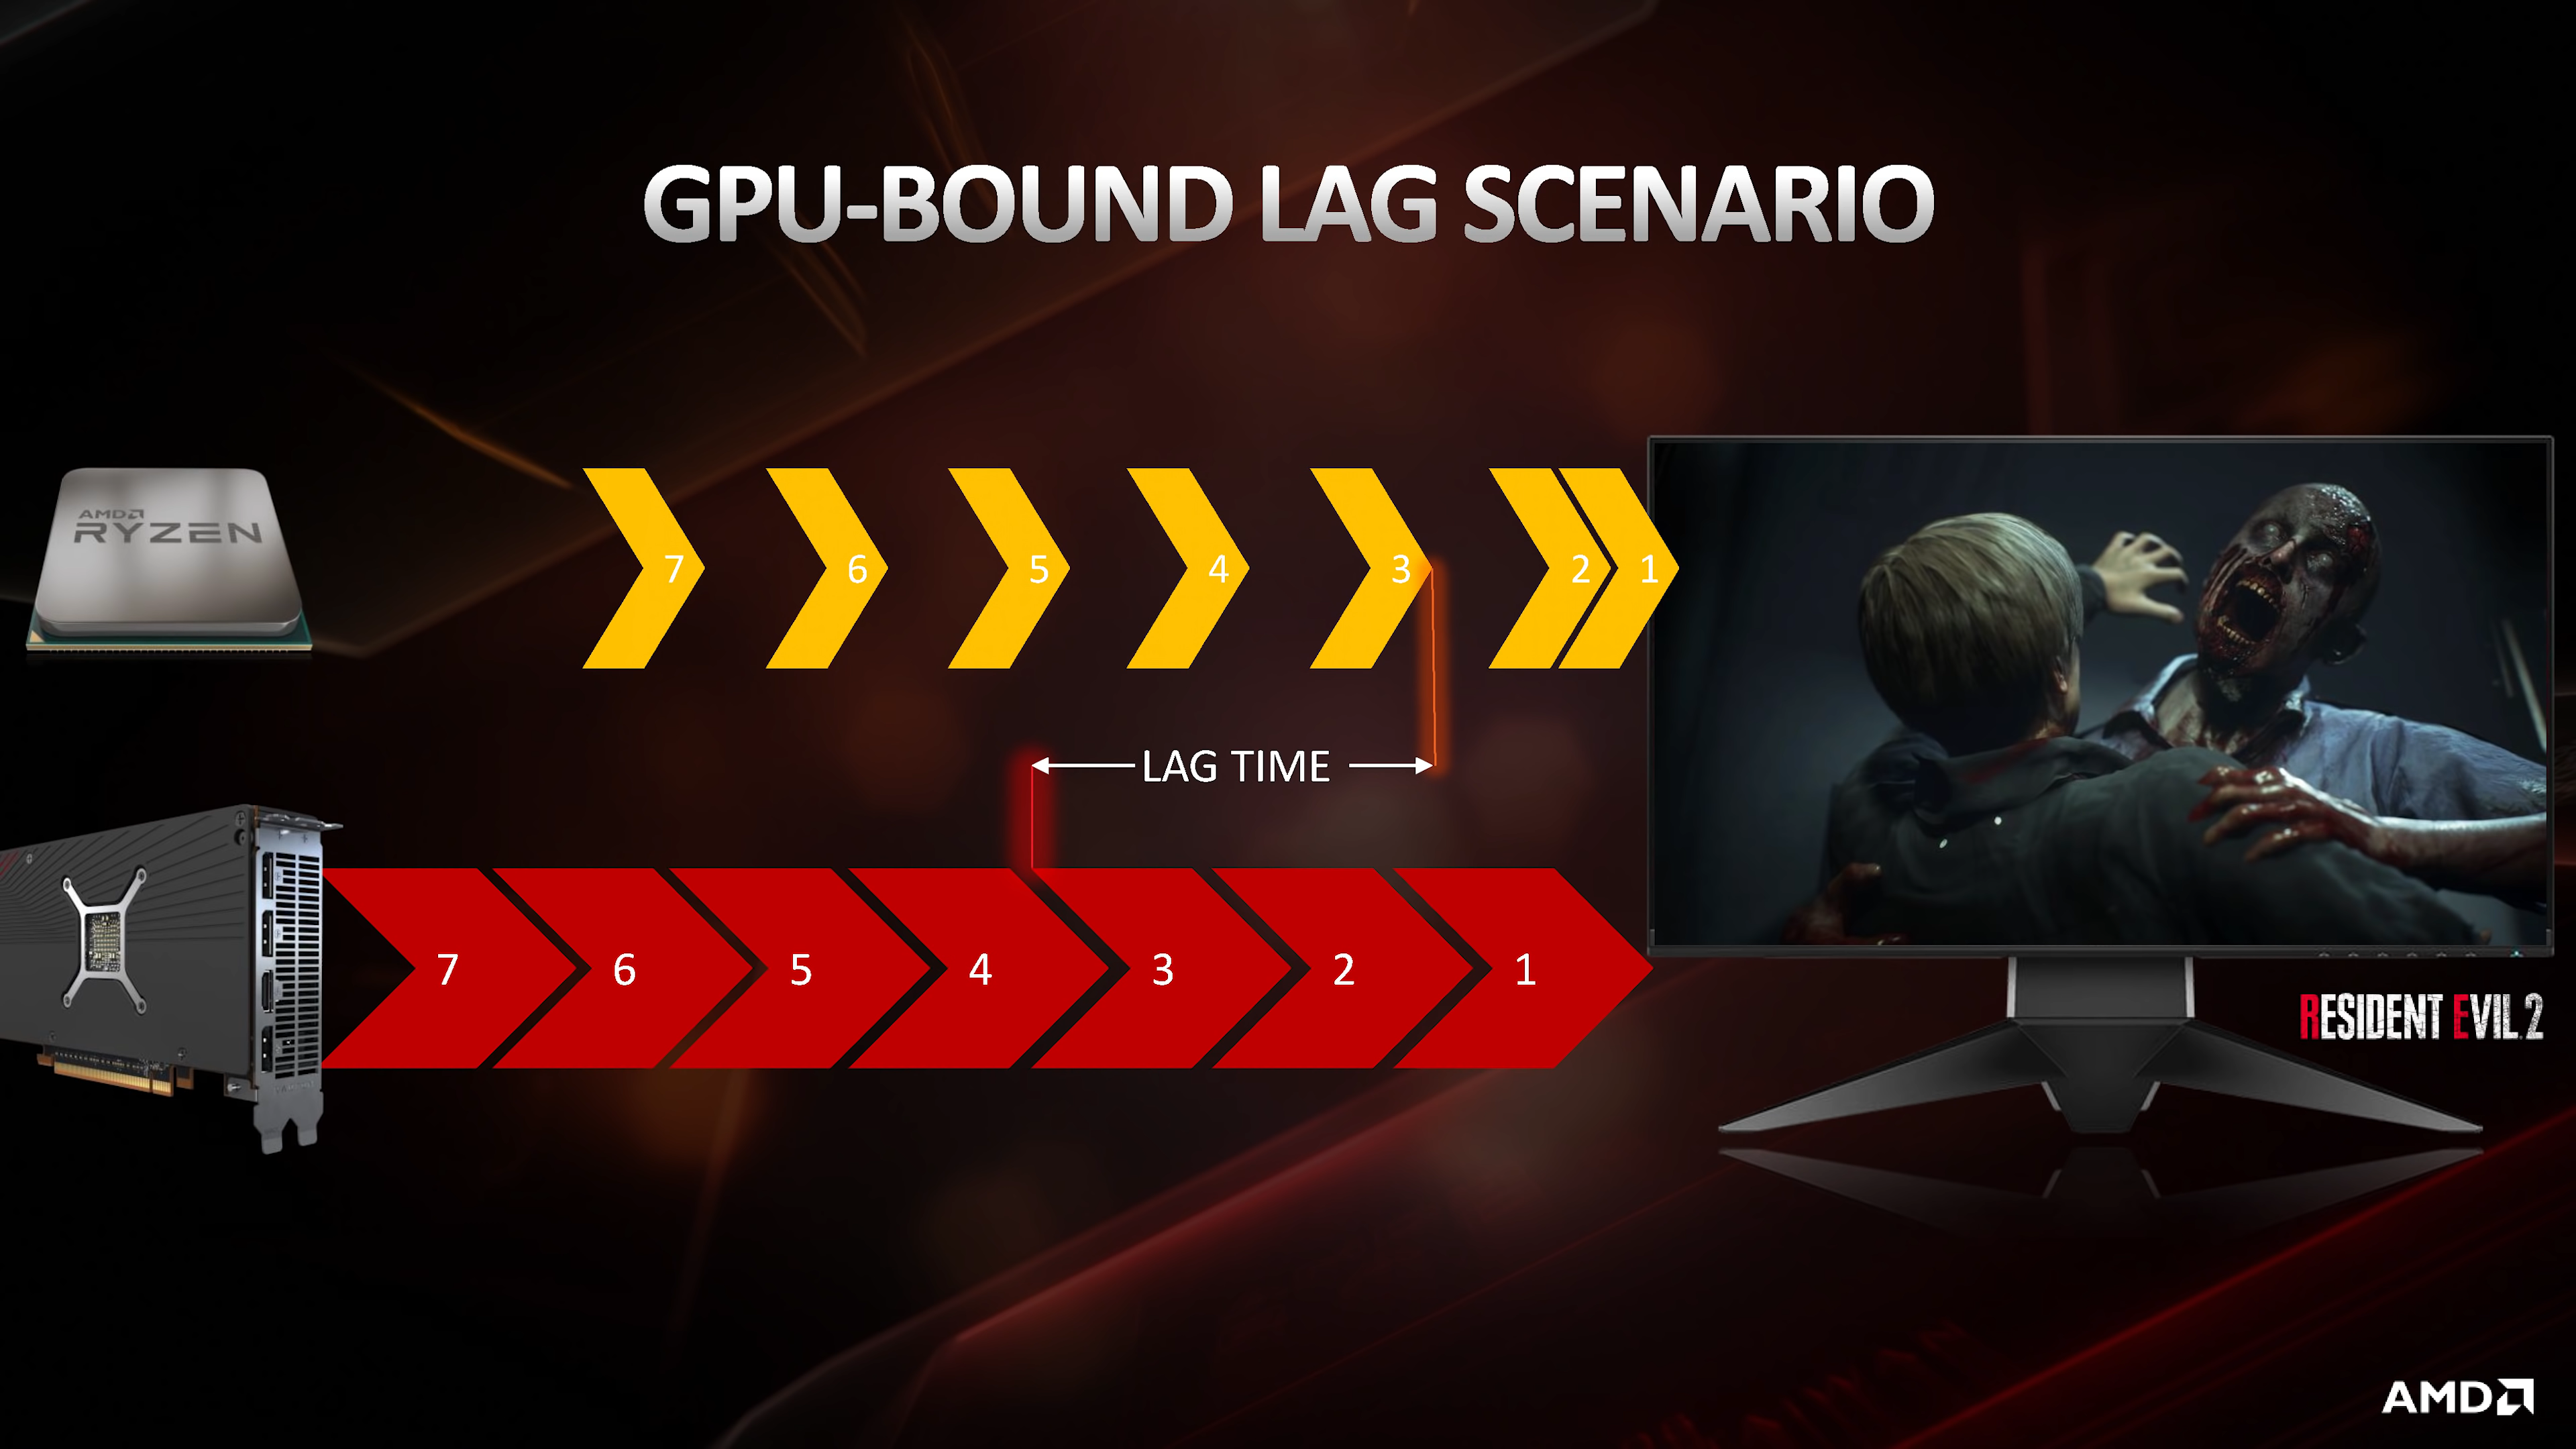 GPU-BOUND LAG SCENARIO
AMD
RYZEN
7 6 5 4 3 2 1
LAG TIME
7 6 5 4 3 2 1
RESIDENT EVIL 2
AMD